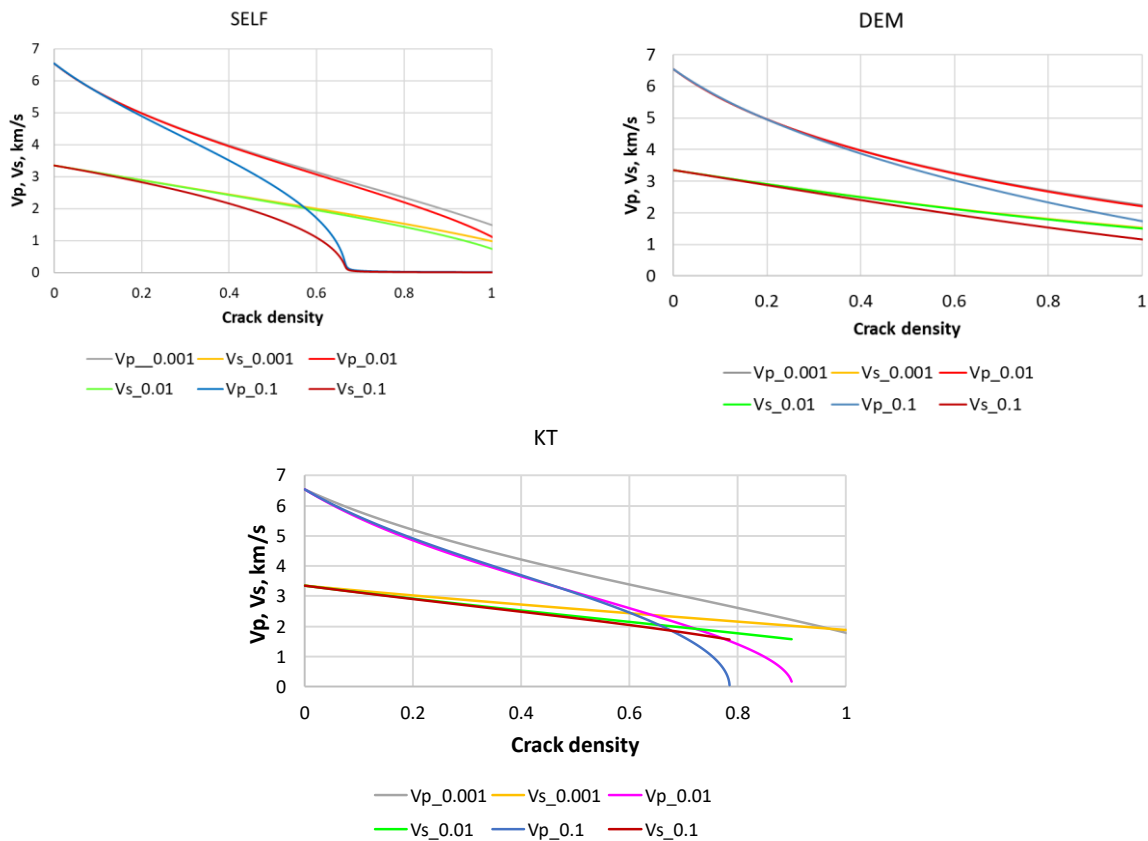 SELF
7
6
5
4
3
2
1
0
Vp, Vs, km/s
0 0.2 0.4 0.6 0.8 1
Crack density
Vp__0.001 Vs_0.001 Vp_0.01
Vs_0.01 Vp_0.1 Vs_0.1
DEM
7
6
5
4
3
2
1
0
Vp, Vs, km/s
0 0.2 0.4 0.6 0.8 1
Crack density
Vp_0.001 Vs_0.001 Vp_0.01
Vs_0.01 Vp_0.1 Vs_0.1
KT
7
6
5
4
3
2
1
0
Vp, Vs, km/s
0 0.2 0.4 0.6 0.8 1
Crack density
Vp_0.001 Vs_0.001 Vp_0.01
Vs_0.01 Vp_0.1 Vs_0.1